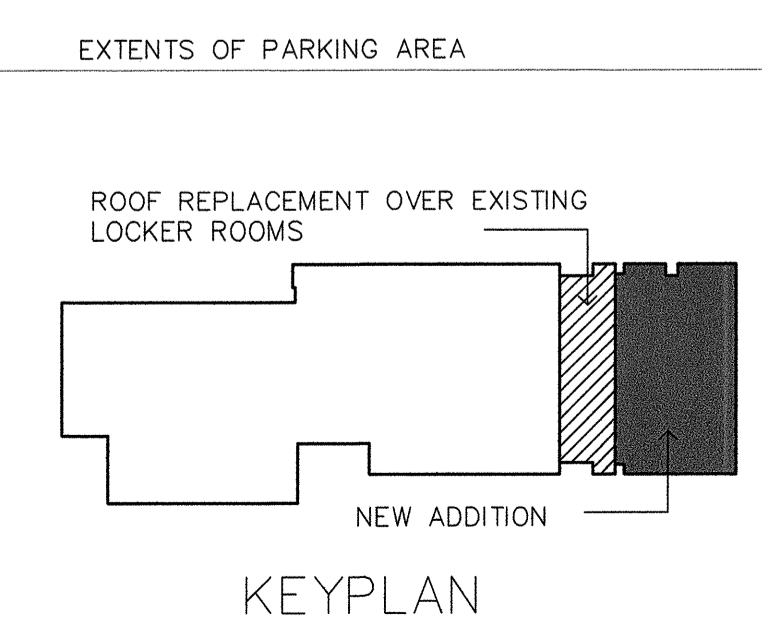 EXTENTS OF PARKING AREA
ROOF REPLACEMENT OVER EXISTING
LOCKER ROOMS
NEW ADDITION
KEYPLAN